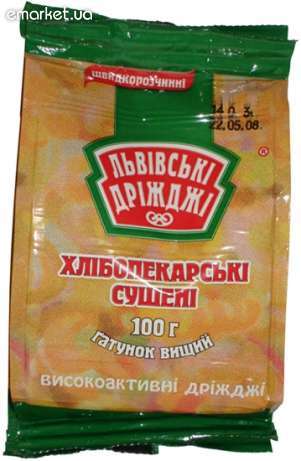 emarket.ua
швидкорозчинні
22.05.08.
ЛЬВІВСЬКІ
ДРІЖДЖІ
®
ХЛІБОПЕКАРСЬКІ
СУШЕНІ
100 г
гатунок вищий
високоактивні дріжджі